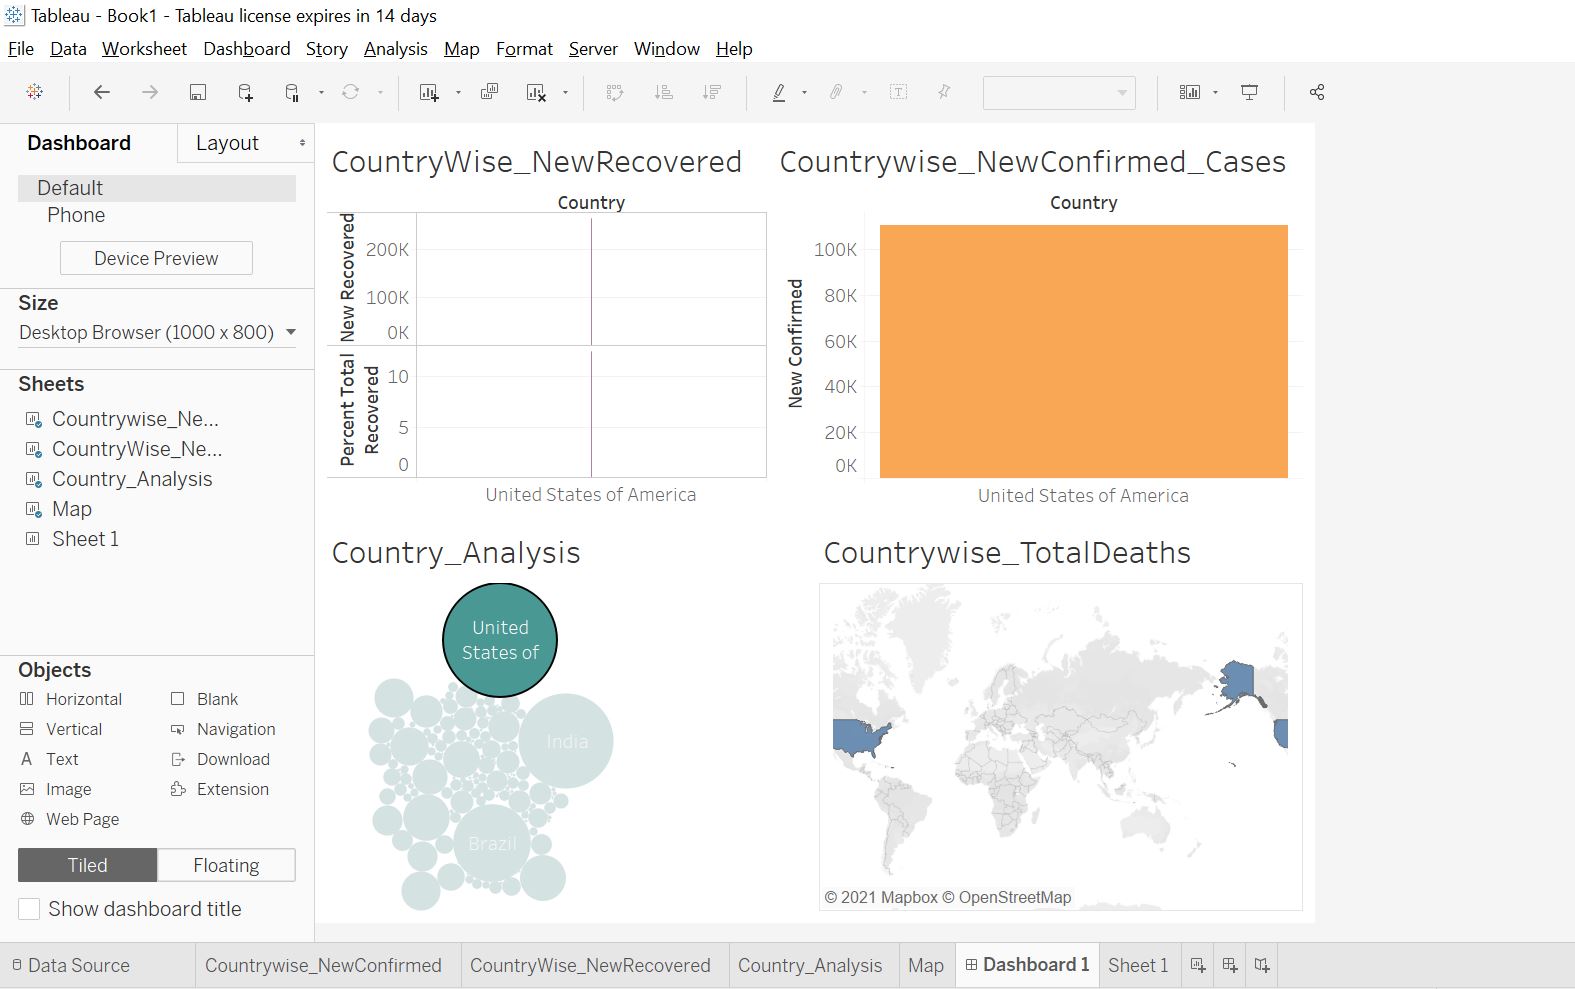 Tableau - Book1 - Tableau license expires in 14 days
File Data Worksheet Dashboard Story Analysis Map Format Server Window Help
Dashboard Layout
Default
Phone
Device Preview
Size
Desktop Browser (1000 x 800)
Sheets
Countrywise_Ne...
CountryWise_Ne...
Country_Analysis
Map
Sheet 1
Objects
Horizontal Blank
Vertical Navigation
Text Download
Image Extension
Web Page
Tiled Floating
Show dashboard title
CountryWise_NewRecovered
Country
New Recovered
200K
100K
0K
Percent Total
Recovered
10
5
0
United States of America
Countrywise_NewConfirmed_Cases
Country
New Confirmed
100K
80K
60K
40K
20K
0K
United States of America
Country_Analysis
United
States of
India
Brazil
Countrywise_TotalDeaths
© 2021 Mapbox © OpenStreetMap
Data Source Countrywise_NewConfirmed CountryWise_NewRecovered Country_Analysis Map Dashboard 1 Sheet 1